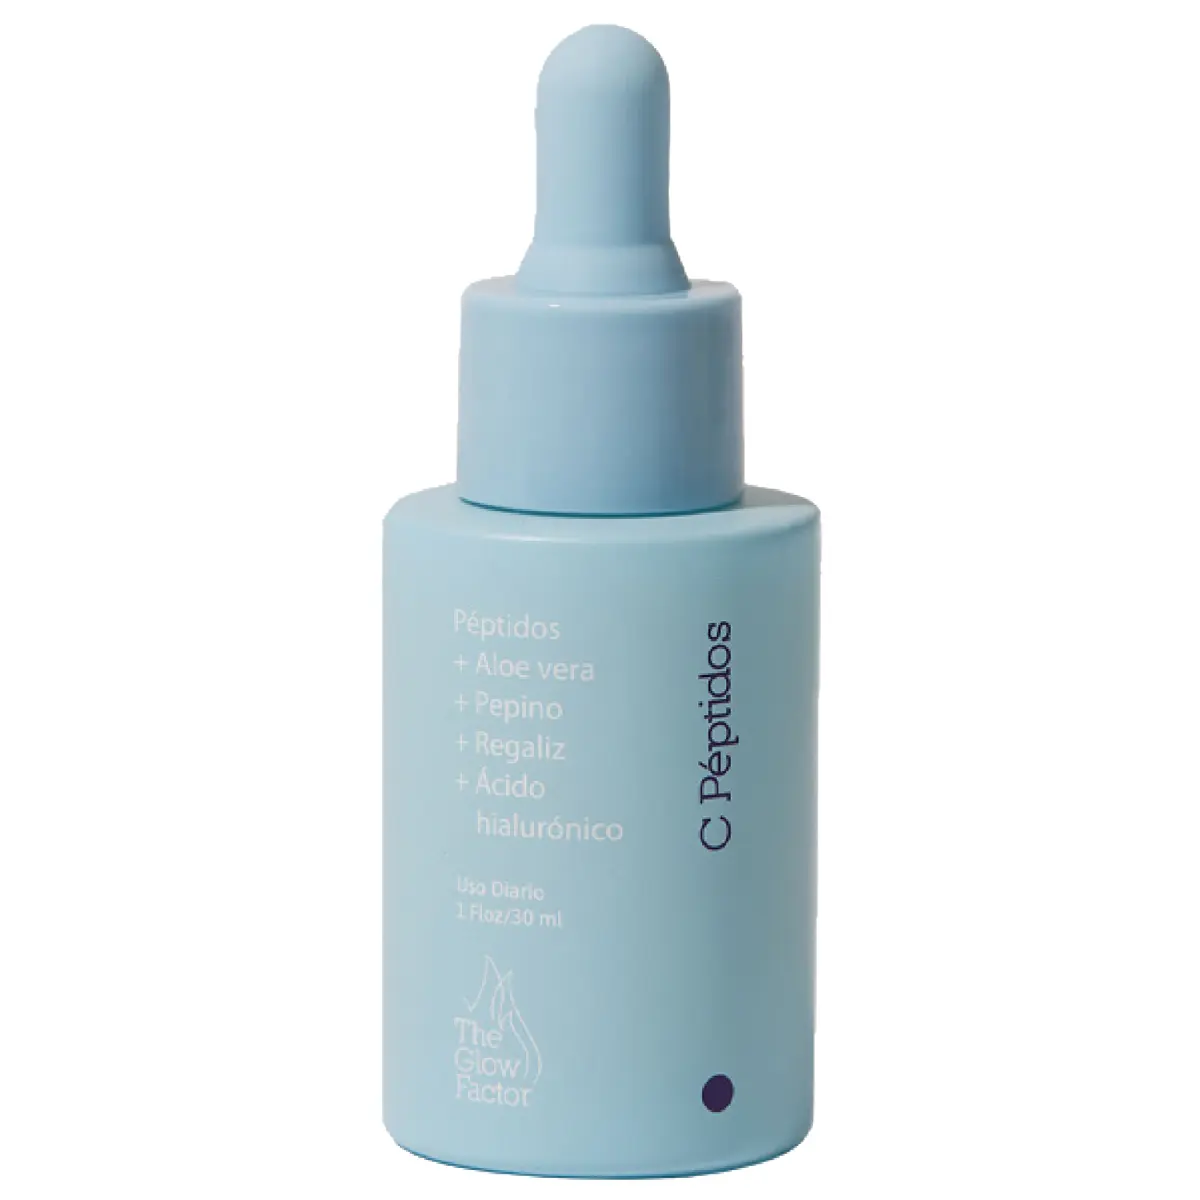 Péptidos
+ Aloe vera
+ Pepino
+ Regaliz
+ Ácido
hialurónico
Uso Diario
1 Floz/30 ml
The
Glow
Factor
C Péptidos